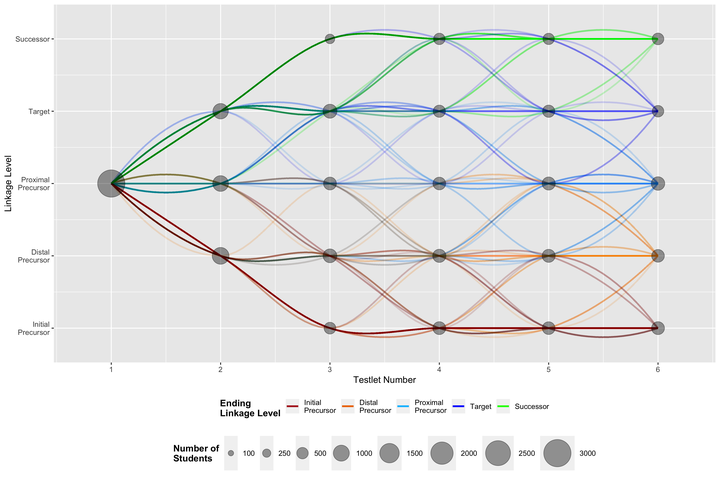 Successor
Target
Proximal
Precursor
Distal
Precursor
Initial
Precursor
Linkage Level
1 2 3 4 5 6
Testlet Number
Ending
Linkage Level
Initial
Precursor
Distal
Precursor
Proximal
Precursor
Target
Successor
Number of
Students
100 250 500 1000 1500 2000 2500 3000